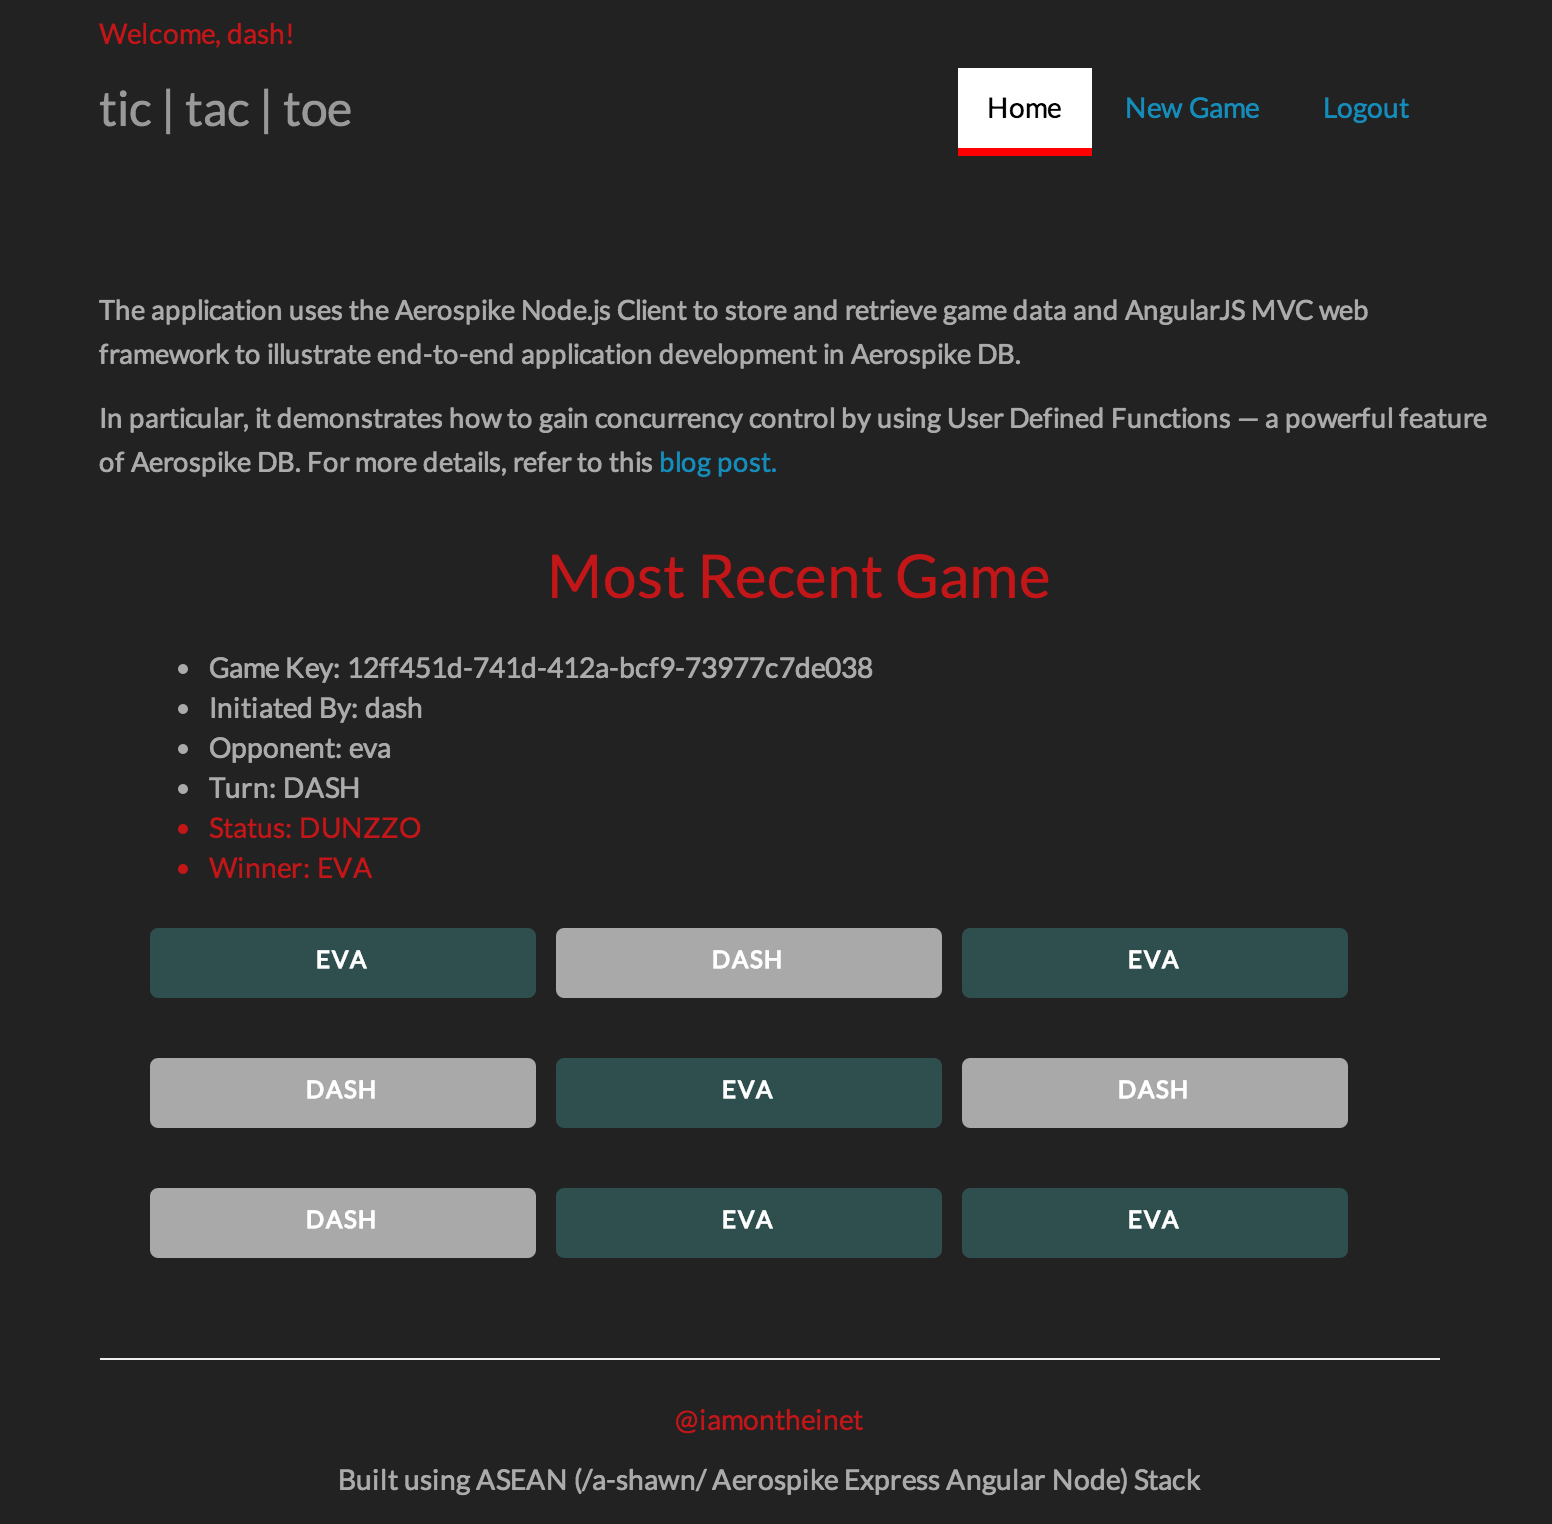 Welcome, dash!
tic | tac | toe
Home
New Game
Logout
The application uses the Aerospike Node.js Client to store and retrieve game data and AngularJS MVC web
framework to illustrate end-to-end application development in Aerospike DB.
In particular, it demonstrates how to gain concurrency control by using User Defined Functions — a powerful feature
of Aerospike DB. For more details, refer to this blog post.
Most Recent Game
• Game Key: 12ff451d-741d-412a-bcf9-73977c7de038
• Initiated By: dash
• Opponent: eva
• Turn: DASH
• Status: DUNZZO
• Winner: EVA
EVA DASH EVA
DASH EVA DASH
DASH EVA EVA
@iamontheinet
Built using ASEAN (/a-shawn/ Aerospike Express Angular Node) Stack